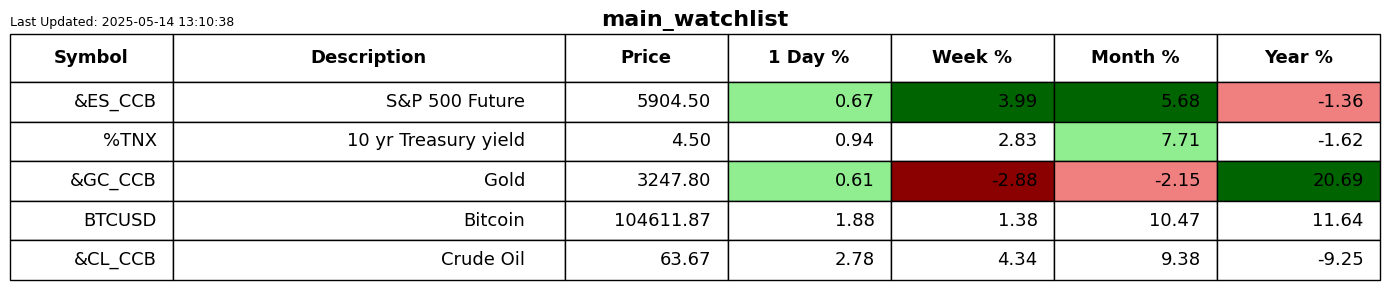 Last Updated: 2025-05-14 13:10:38
main_watchlist
Symbol Description Price 1 Day % Week % Month % Year %
&ES_CCB S&P 500 Future 5904.50 0.67 3.99 5.68 -1.36
%TNX 10 yr Treasury yield 4.50 0.94 2.83 7.71 -1.62
&GC_CCB Gold 3247.80 0.61 -2.88 -2.15 20.69
BTCUSD Bitcoin 104611.87 1.88 1.38 10.47 11.64
&CL_CCB Crude Oil 63.67 2.78 4.34 9.38 -9.25